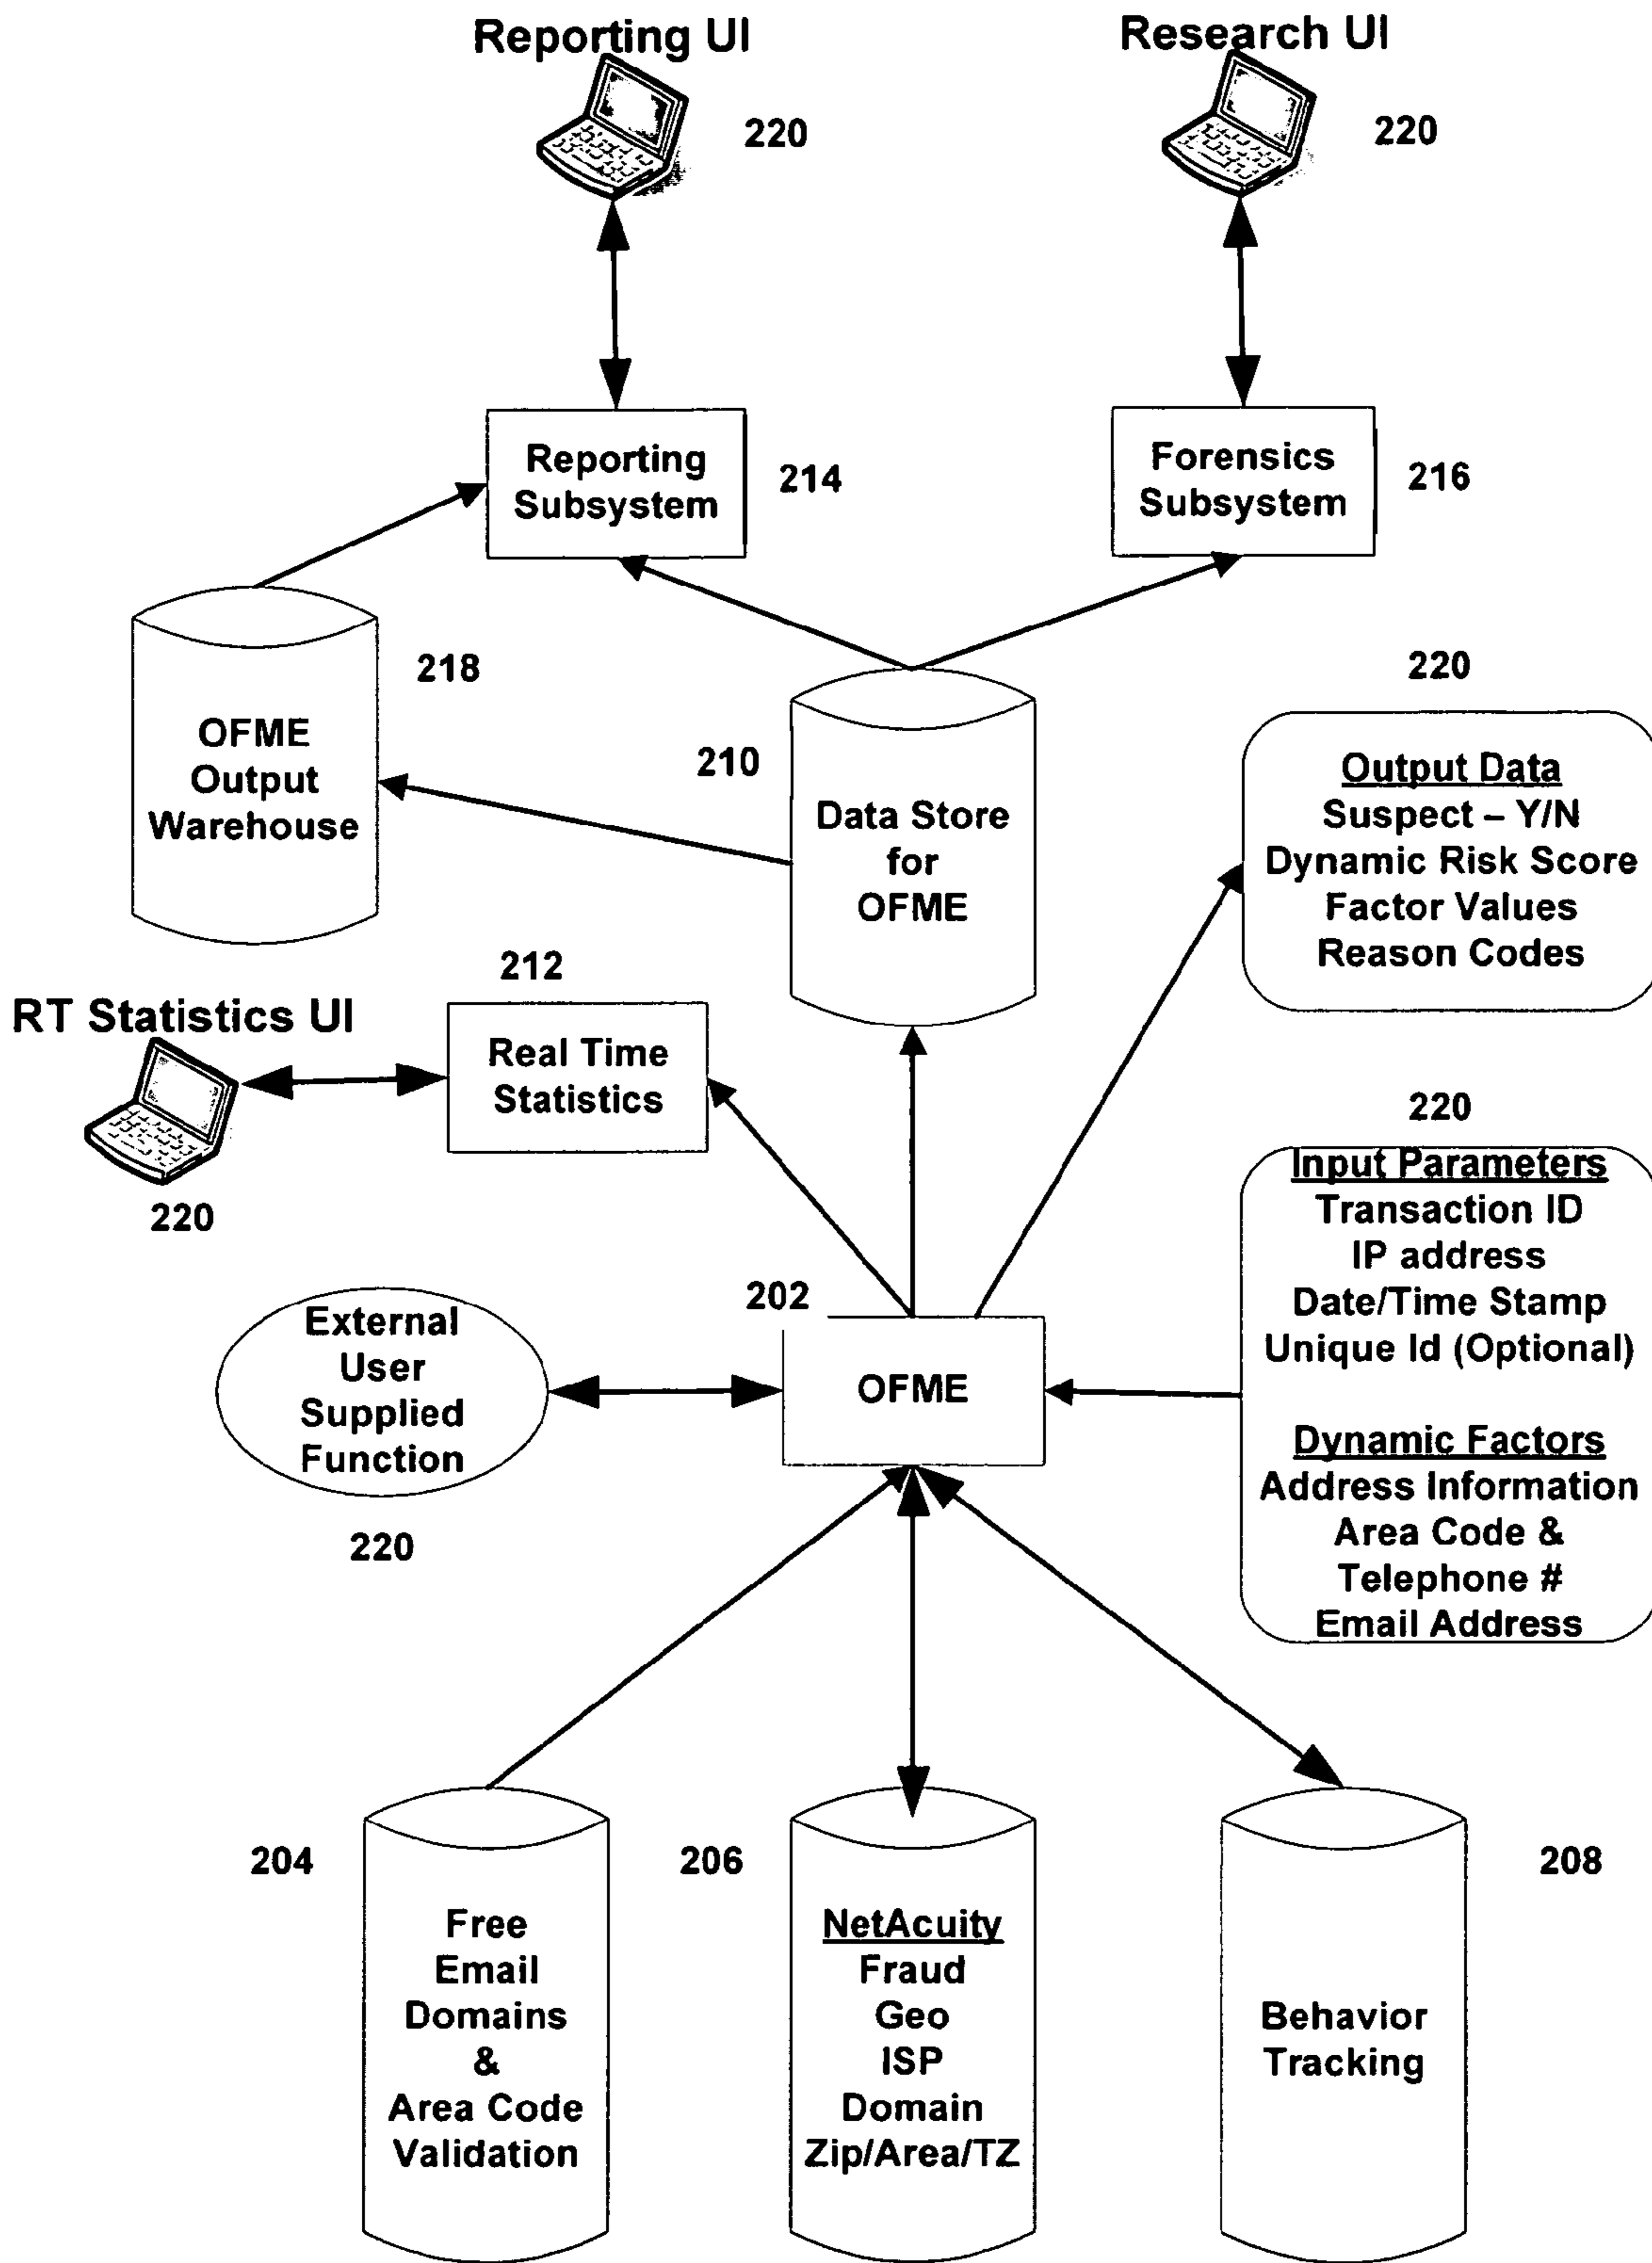 Reporting UI
Research UI
220
220
Reporting
Subsystem
214
Forensics
Subsystem
216
218
OFME
Output
Warehouse
210
Data Store
for
OFME
220
Output Data
Suspect – Y/N
Dynamic Risk Score
Factor Values
Reason Codes
RT Statistics UI
220
212
Real Time
Statistics
220
Input Parameters
Transaction ID
IP address
Date/Time Stamp
Unique Id (Optional)
Dynamic Factors
Address Information
Area Code &
Telephone #
Email Address
External
User
Supplied
Function
220
202
OFME
204
Free
Email
Domains
&
Area Code
Validation
206
NetAcuity
Fraud
Geo
ISP
Domain
Zip/Area/TZ
208
Behavior
Tracking